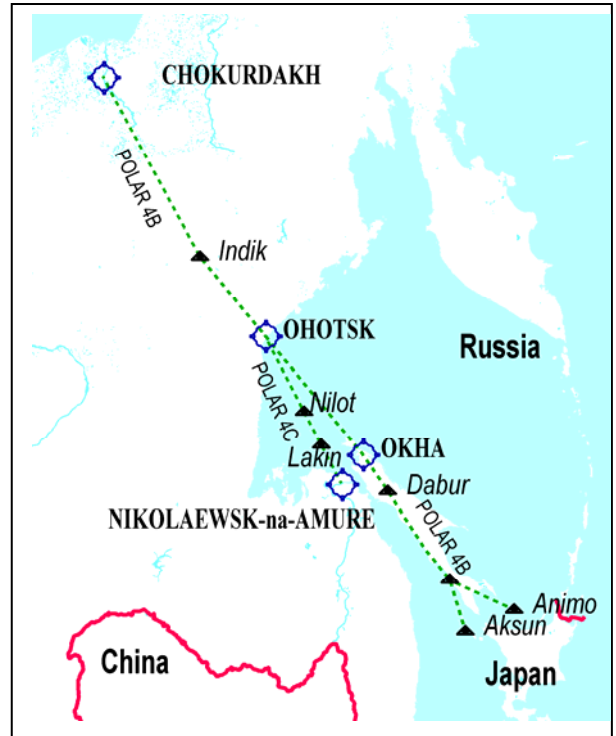 CHOKURDAKH
POLAR 4B
Indik
OHOTSK
Russia
POLAR 4C
Nilot
OKHA
Lakin
Dabur
NIKOLAEWSK-na-AMURE
POLAR 4B
Animo
Aksun
China
Japan